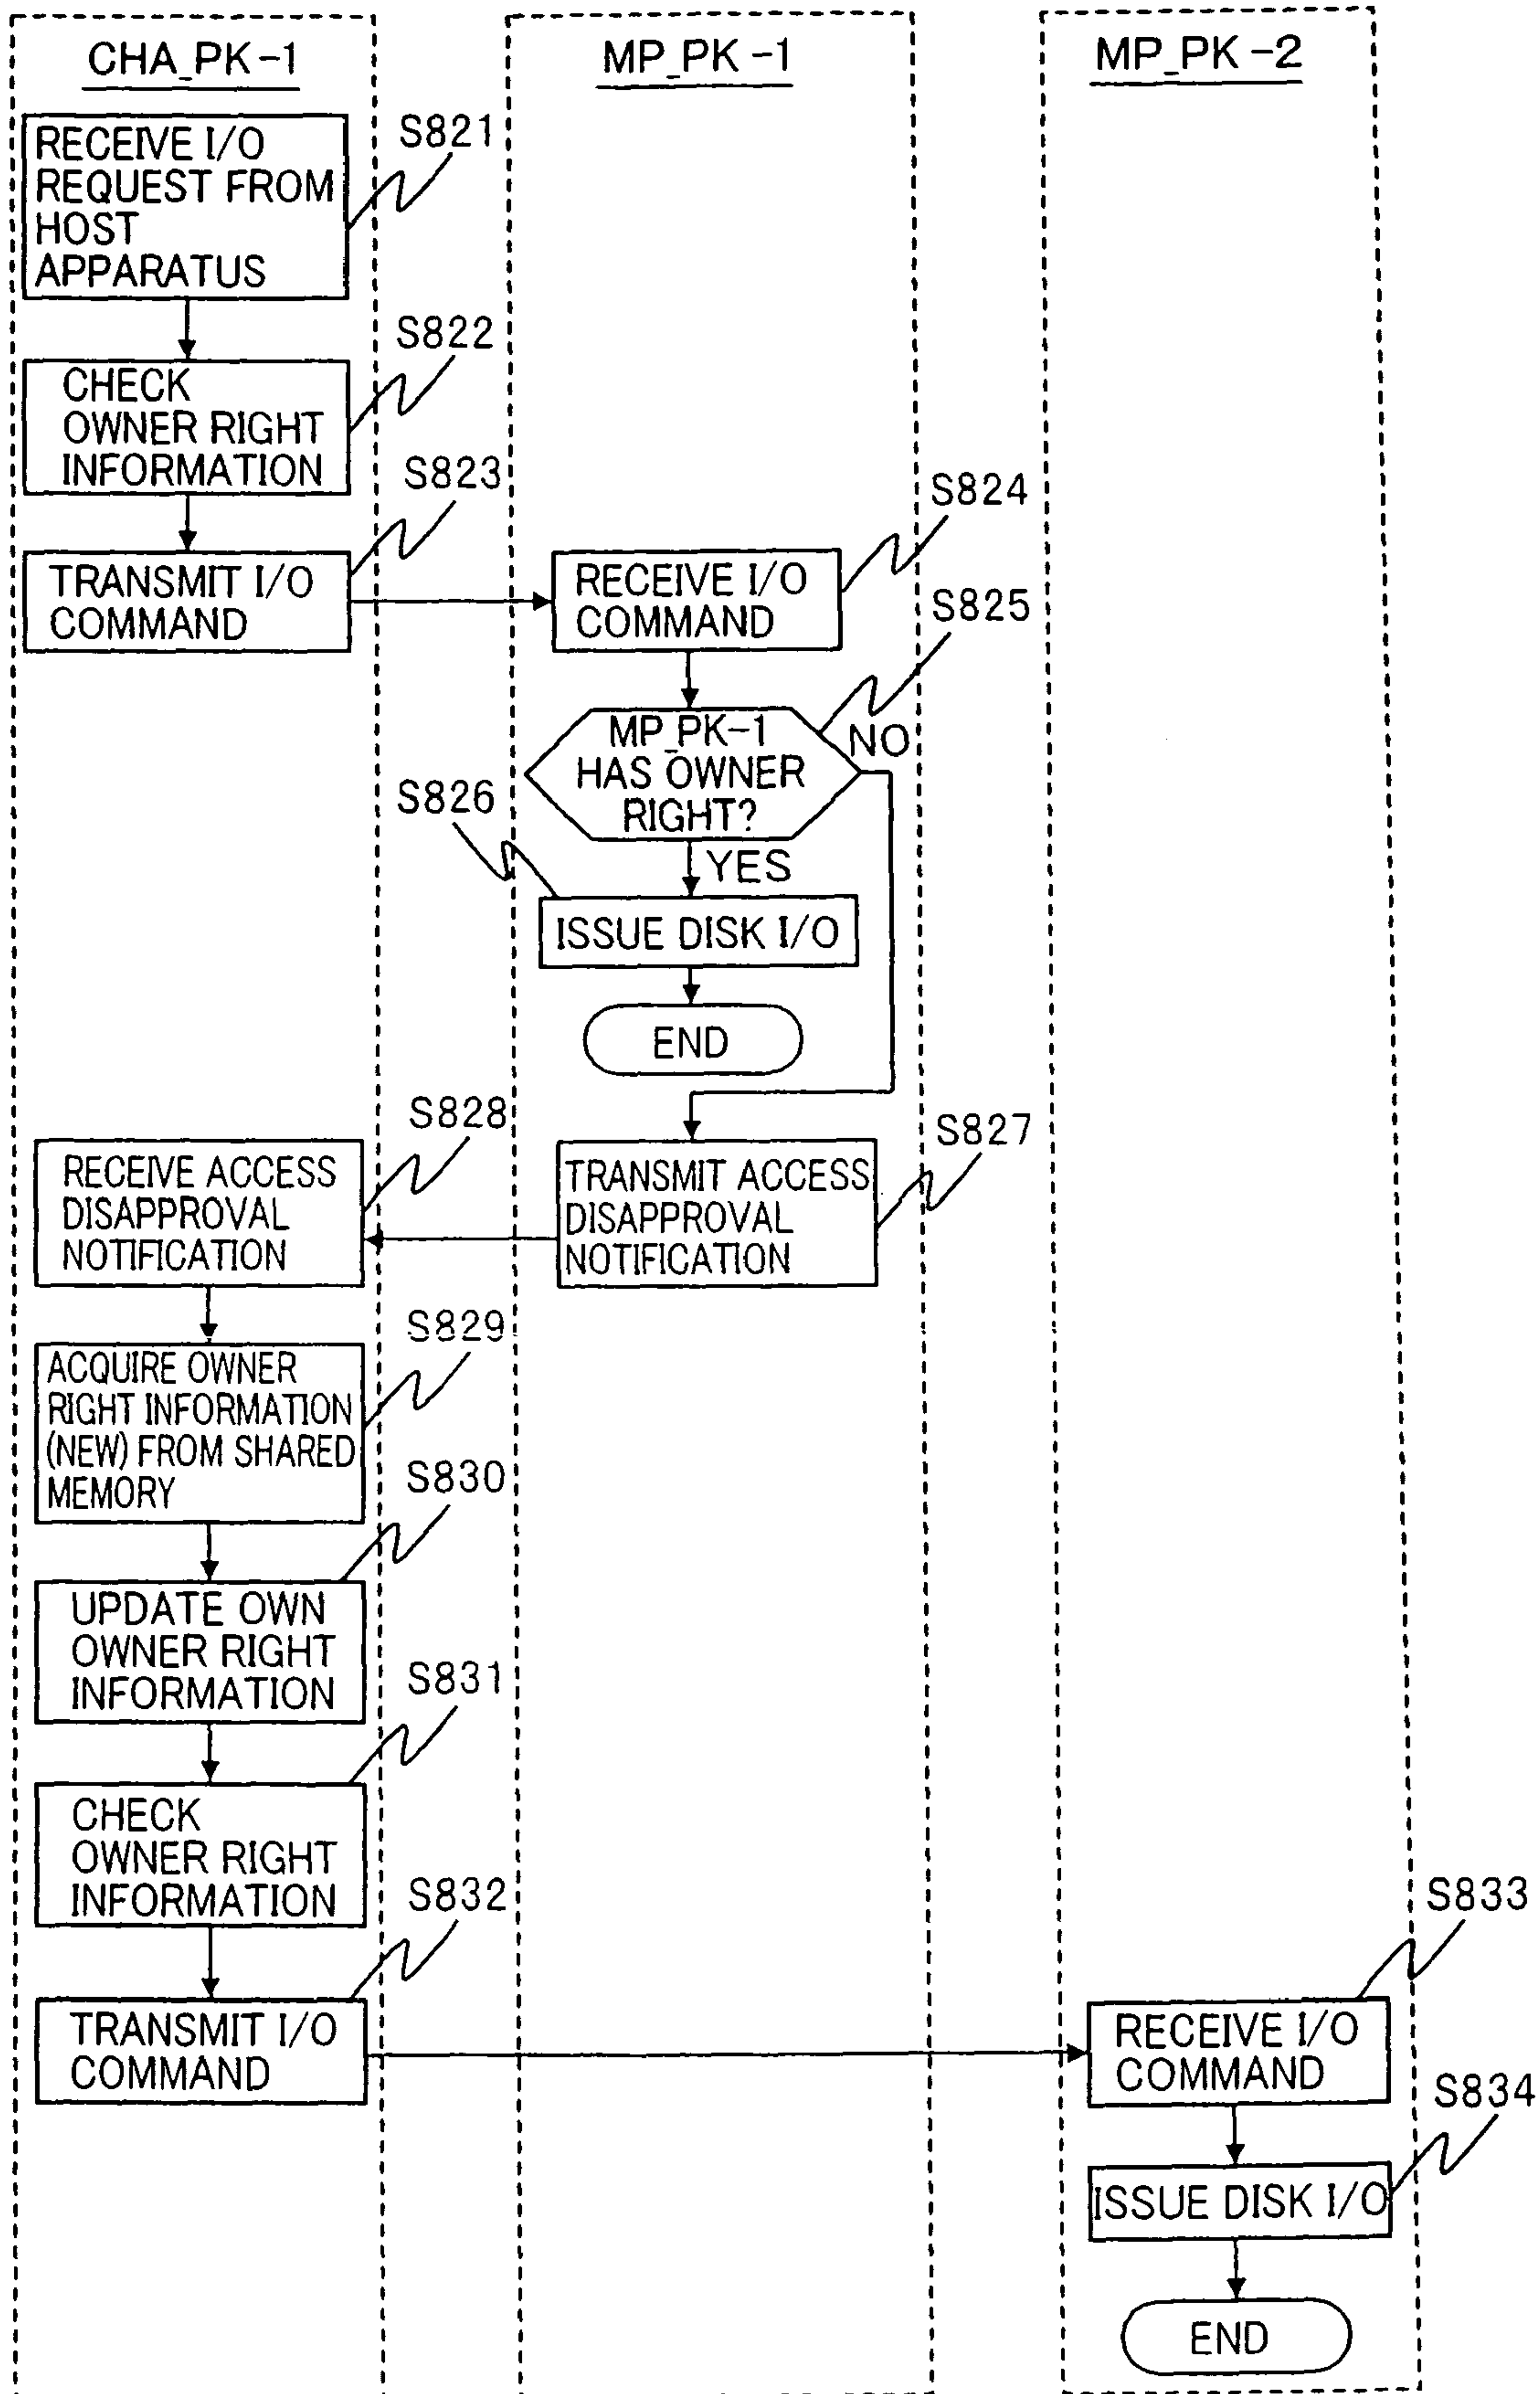 CHA_PK-1
MP_PK-1
MP_PK-2
RECEIVE I/O
REQUEST FROM
HOST
APPARATUS
S821
CHECK
OWNER RIGHT
INFORMATION
S822
TRANSMIT I/O
COMMAND
S823
RECEIVE I/O
COMMAND
S824
MP_PK-1
HAS OWNER
RIGHT?
S825
NO
YES
S826
ISSUE DISK I/O
END
TRANSMIT ACCESS
DISAPPROVAL
NOTIFICATION
S827
RECEIVE ACCESS
DISAPPROVAL
NOTIFICATION
S828
ACQUIRE OWNER
RIGHT INFORMATION
(NEW) FROM SHARED
MEMORY
S829
UPDATE OWN
OWNER RIGHT
INFORMATION
S830
CHECK
OWNER RIGHT
INFORMATION
S831
TRANSMIT I/O
COMMAND
S832
RECEIVE I/O
COMMAND
S833
ISSUE DISK I/O
S834
END